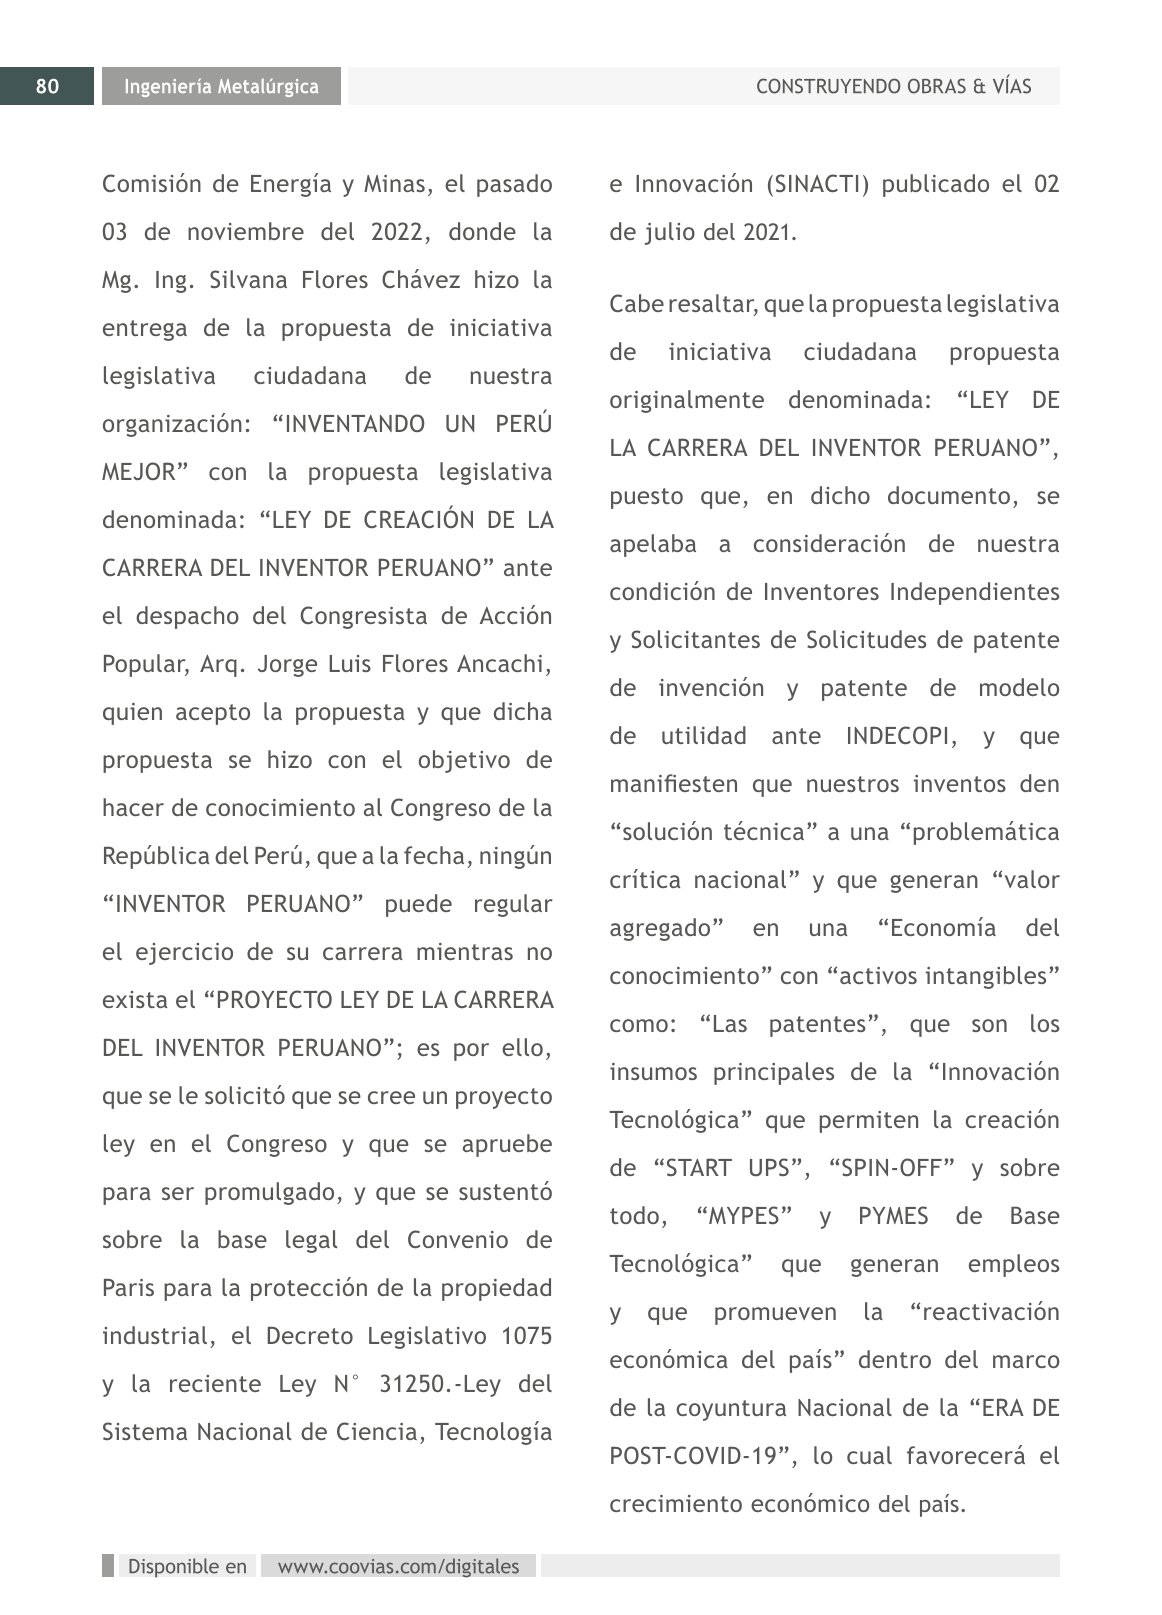 80
Ingeniería Metalúrgica
CONSTRUYENDO OBRAS & VÍAS
Comisión de Energía y Minas, el pasado
03 de noviembre del 2022, donde la
Mg. Ing. Silvana Flores Chávez hizo la
entrega de la propuesta de iniciativa
legislativa ciudadana de nuestra
organización: “INVENTANDO UN PERÚ
MEJOR” con la propuesta legislativa
denominada: “LEY DE CREACIÓN DE LA
CARRERA DEL INVENTOR PERUANO” ante
el despacho del Congresista de Acción
Popular, Arq. Jorge Luis Flores Ancachi,
quien acepto la propuesta y que dicha
propuesta se hizo con el objetivo de
hacer de conocimiento al Congreso de la
República del Perú, que a la fecha, ningún
“INVENTOR PERUANO” puede regular
el ejercicio de su carrera mientras no
exista el “PROYECTO LEY DE LA CARRERA
DEL INVENTOR PERUANO”; es por ello,
que se le solicitó que se cree un proyecto
ley en el Congreso y que se apruebe
para ser promulgado, y que se sustentó
sobre la base legal del Convenio de
Paris para la protección de la propiedad
industrial, el Decreto Legislativo 1075
y la reciente Ley N° 31250.-Ley del
Sistema Nacional de Ciencia, Tecnología
e Innovación (SINACTI) publicado el 02
de julio del 2021.
Cabe resaltar, que la propuesta legislativa
de iniciativa ciudadana propuesta
originalmente denominada: “LEY DE
LA CARRERA DEL INVENTOR PERUANO”,
puesto que, en dicho documento, se
apelaba a consideración de nuestra
condición de Inventores Independientes
y Solicitantes de Solicitudes de patente
de invención y patente de modelo
de utilidad ante INDECOPI, y que
manifiesten que nuestros inventos den
“solución técnica” a una “problemática
crítica nacional” y que generan “valor
agregado” en una “Economía del
conocimiento” con “activos intangibles”
como: “Las patentes”, que son los
insumos principales de la “Innovación
Tecnológica” que permiten la creación
de “START UPS”, “SPIN-OFF” y sobre
todo, “MYPES” y PYMES de Base
Tecnológica” que generan empleos
y que promueven la “reactivación
económica del país” dentro del marco
de la coyuntura Nacional de la “ERA DE
POST-COVID-19”, lo cual favorecerá el
crecimiento económico del país.
Disponible en www.coovias.com/digitales